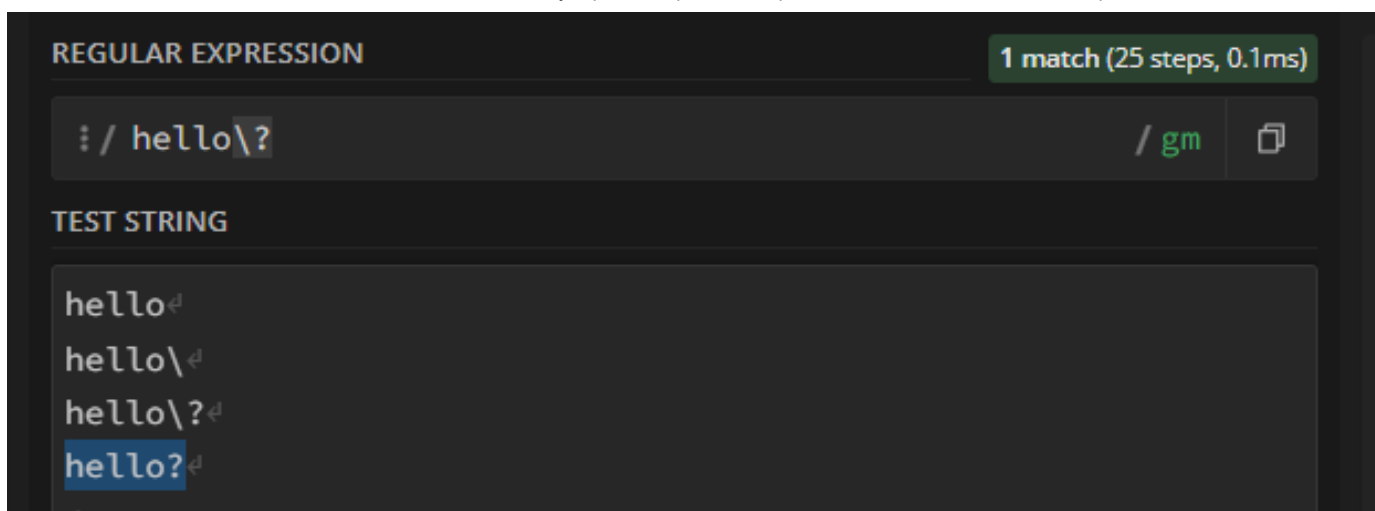 REGULAR EXPRESSION 1 match (25 steps, 0.1ms)
/ hello\? / gm
TEST STRING
hello
hello\
hello\?
hello?